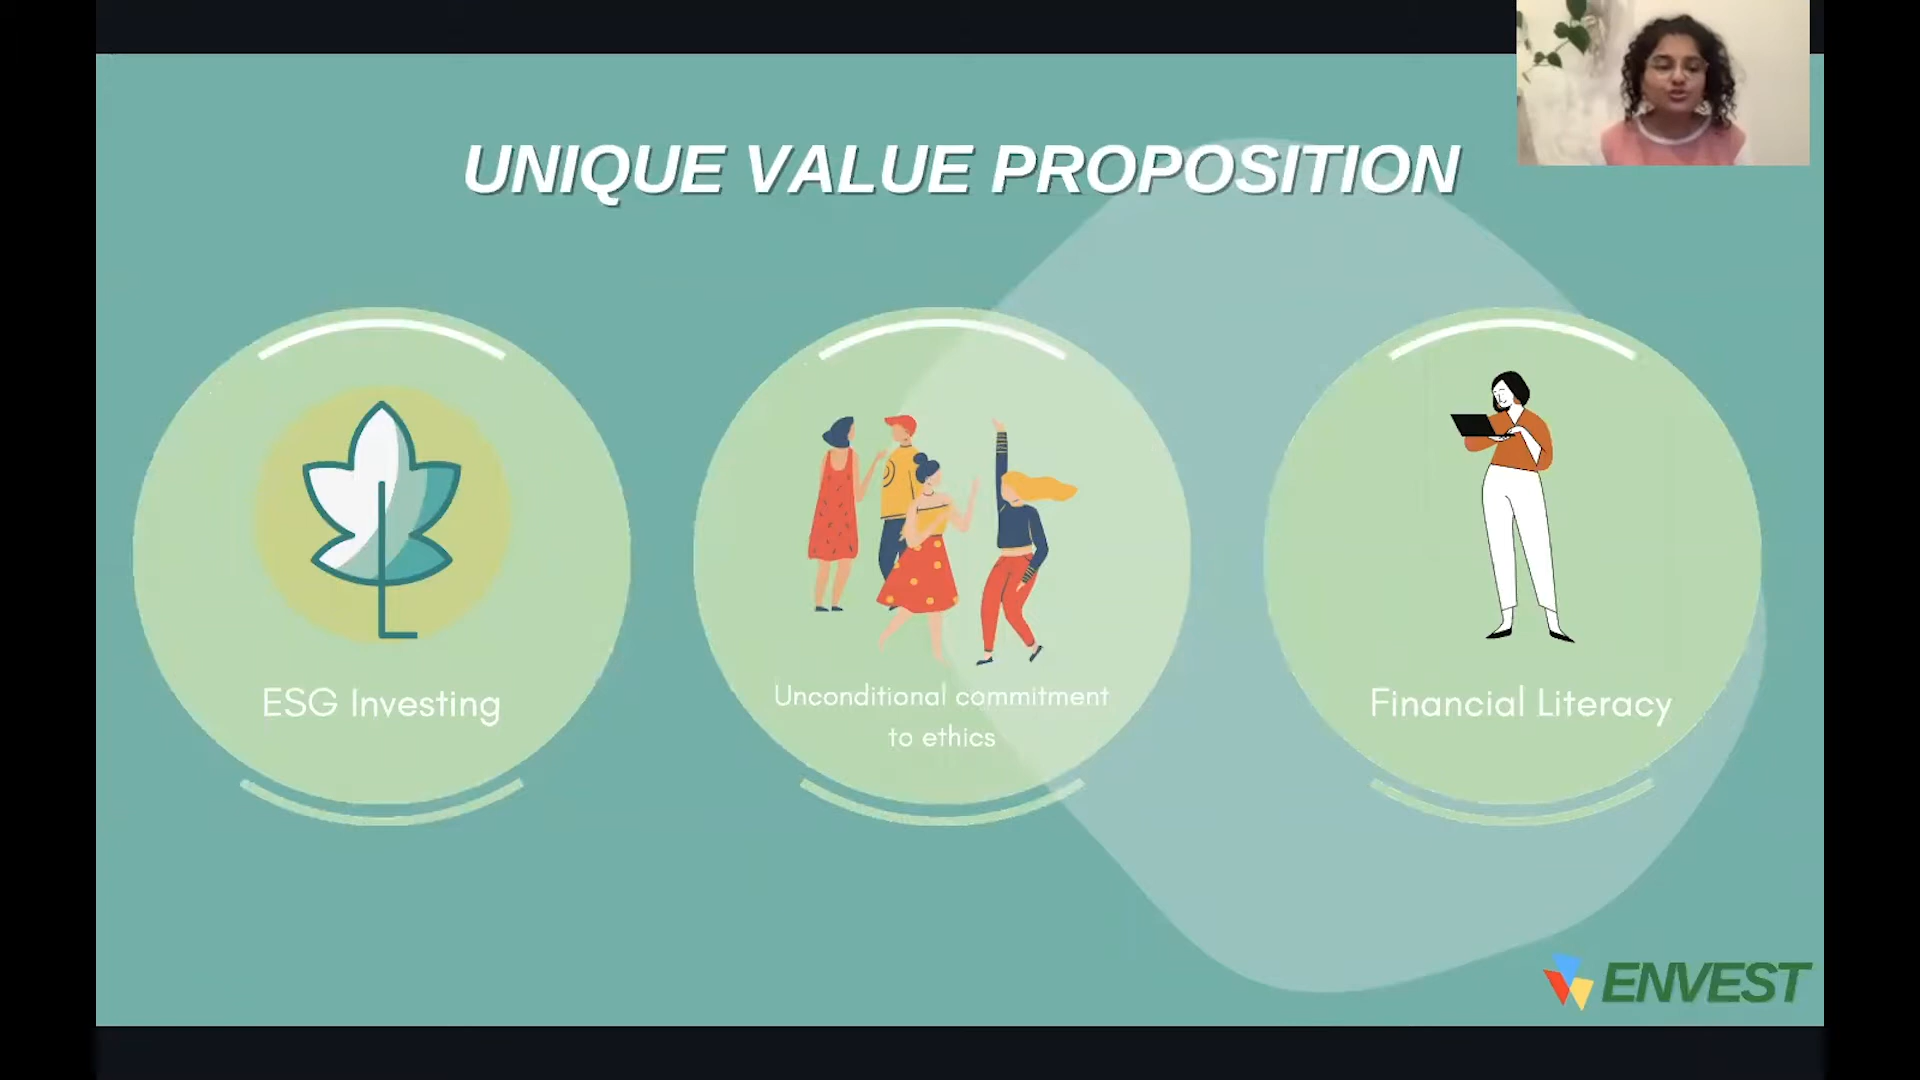 UNIQUE VALUE PROPOSITION
ESG Investing
Unconditional commitment
to ethics
Financial Literacy
ENVEST